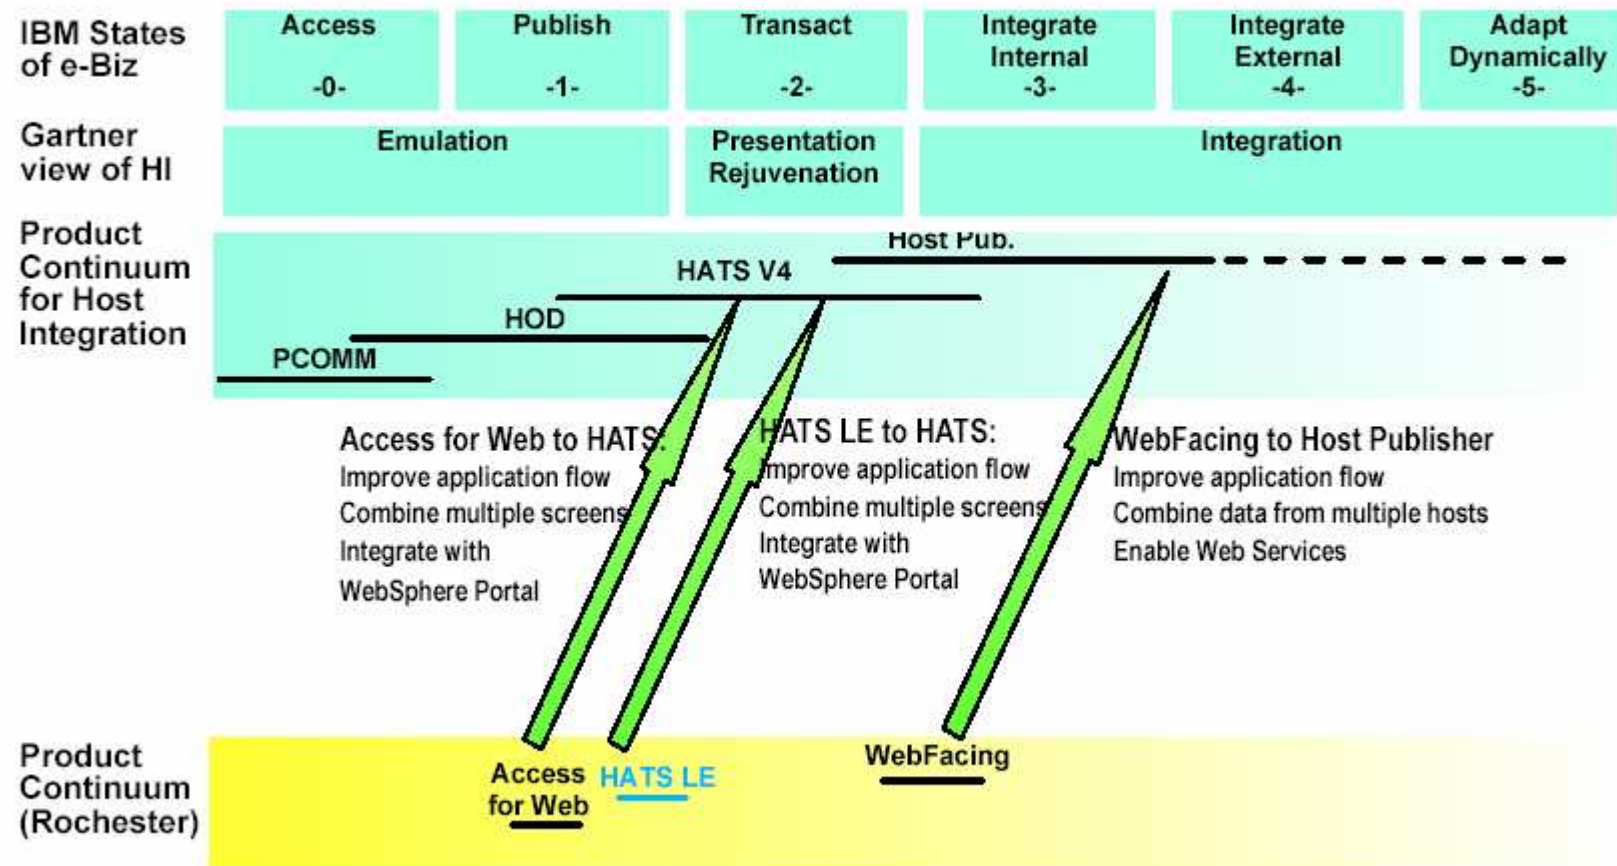 IBM States
of e-Biz
Access
-0-
Publish
-1-
Transact
-2-
Integrate
Internal
-3-
Integrate
External
-4-
Adapt
Dynamically
-5-
Gartner
view of HI
Emulation
Presentation
Rejuvenation
Integration
Product
Continuum
for Host
Integration
Host Pub.
HATS V4
HOD
PCOMM
Access for Web to HATS:
Improve application flow
Combine multiple screens
Integrate with
WebSphere Portal
HATS LE to HATS:
Improve application flow
Combine multiple screens
Integrate with
WebSphere Portal
WebFacing to Host Publisher
Improve application flow
Combine data from multiple hosts
Enable Web Services
Product
Continuum
(Rochester)
Access
for Web
HATS LE
WebFacing